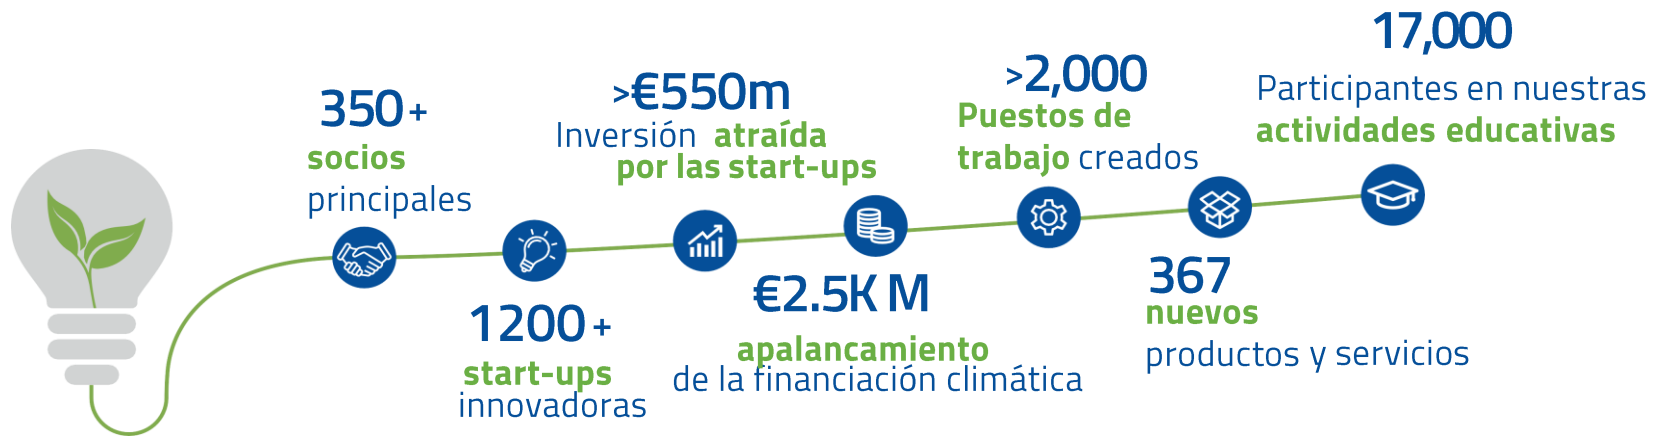 350+
socios
principales
1200+
start-ups
innovadoras
>€550m
Inversión atraída
por las start-ups
€2.5K M
apalancamiento
de la financiación climática
>2,000
Puestos de
trabajo creados
367
nuevos
productos y servicios
17,000
Participantes en nuestras
actividades educativas